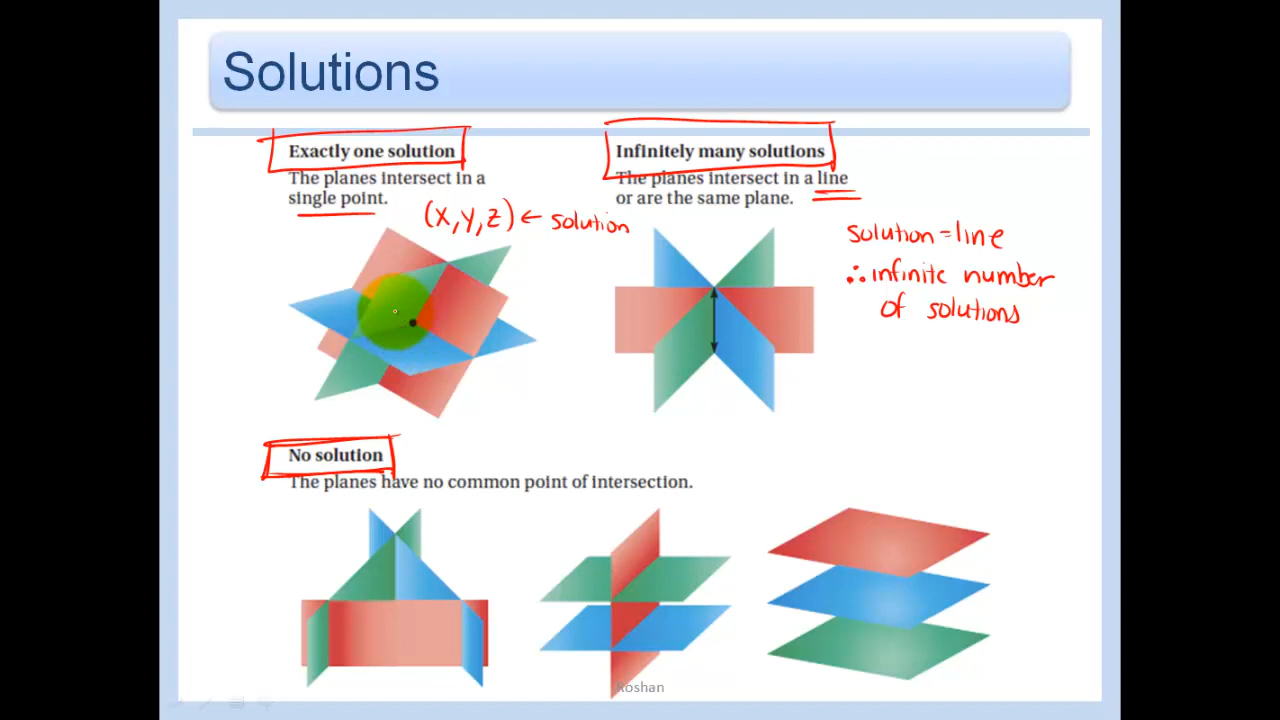 Solutions
Exactly one solution
The planes intersect in a
single point.
(x,y,z) ← solution
Infinitely many solutions
The planes intersect in a line
or are the same plane.
solution = line
∴ infinite number
of solutions
No solution
The planes have no common point of intersection.
Roshan